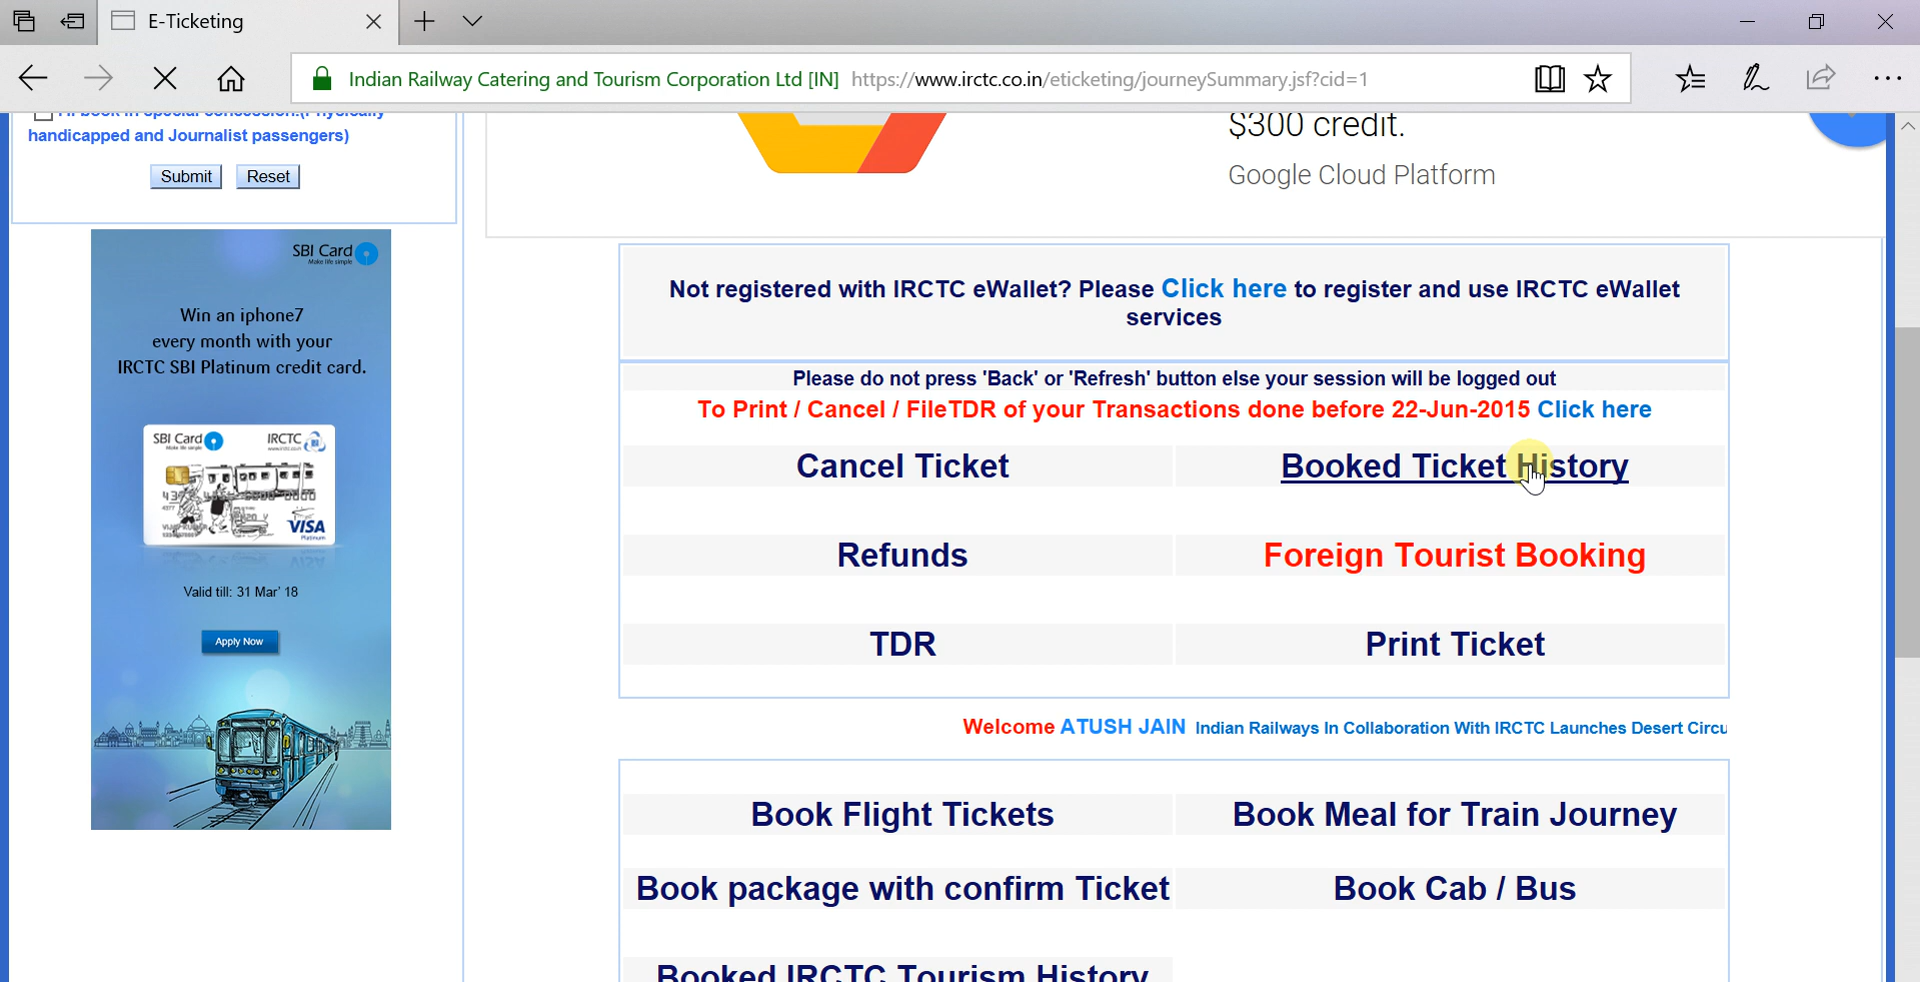 E-Ticketing
Indian Railway Catering and Tourism Corporation Ltd [IN] https://www.irctc.co.in/eticketing/journeySummary.jsf?cid=1
handicapped and Journalist passengers)
Submit Reset
$300 credit.
Google Cloud Platform
SBI Card
Make life simple
Win an iphone7
every month with your
IRCTC SBI Platinum credit card.
SBI Card IRCTC
VISA
Platinum
Valid till: 31 Mar' 18
Apply Now
Not registered with IRCTC eWallet? Please Click here to register and use IRCTC eWallet
services
Please do not press 'Back' or 'Refresh' button else your session will be logged out
To Print / Cancel / FileTDR of your Transactions done before 22-Jun-2015 Click here
Cancel Ticket Booked Ticket History
Refunds Foreign Tourist Booking
TDR Print Ticket
Welcome ATUSH JAIN Indian Railways In Collaboration With IRCTC Launches Desert Circu
Book Flight Tickets Book Meal for Train Journey
Book package with confirm Ticket Book Cab / Bus
Booked IRCTC Tourism History